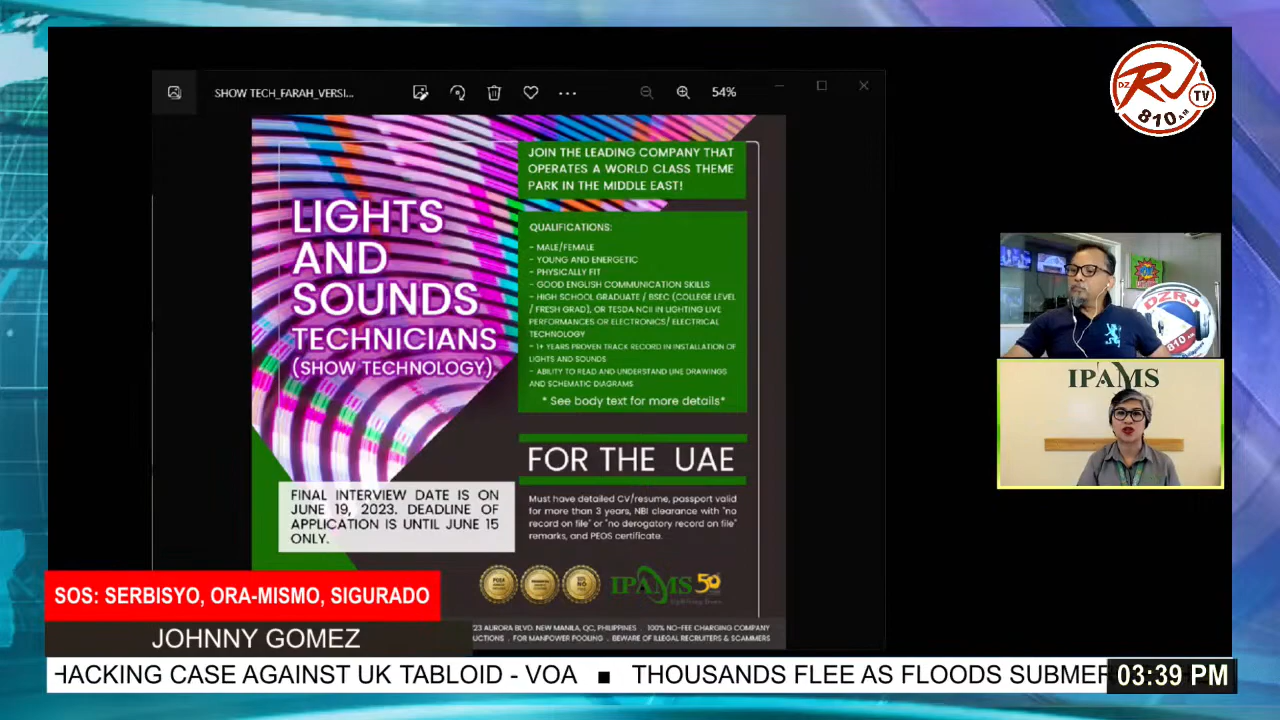 SHOW TECH_FARAH_VERSI...
54%
DZ RJ TV
810 AM
LIGHTS
AND
SOUNDS
TECHNICIANS
(SHOW TECHNOLOGY)
JOIN THE LEADING COMPANY THAT
OPERATES A WORLD CLASS THEME
PARK IN THE MIDDLE EAST!
QUALIFICATIONS:
- MALE/FEMALE
- YOUNG AND ENERGETIC
- PHYSICALLY FIT
- GOOD ENGLISH COMMUNICATION SKILLS
- HIGH SCHOOL GRADUATE / BSEC (COLLEGE LEVEL
/ FRESH GRAD), OR TESDA NCII IN LIGHTING LIVE
PERFORMANCES OR ELECTRONICS/ ELECTRICAL
TECHNOLOGY
- 1+ YEARS PROVEN TRACK RECORD IN INSTALLATION OF
LIGHTS AND SOUNDS
- ABILITY TO READ AND UNDERSTAND LINE DRAWINGS
AND SCHEMATIC DIAGRAMS
* See body text for more details*
FOR THE UAE
FINAL INTERVIEW DATE IS ON
JUNE 19, 2023. DEADLINE OF
APPLICATION IS UNTIL JUNE 15
ONLY.
Must have detailed CV/resume, passport valid
for more than 3 years, NBI clearance with "no
record on file" or "no derogatory record on file"
remarks, and PEOS certificate.
IPAMS 50
23 AURORA BLVD. NEW MANILA, QC, PHILIPPINES . 100% NO-FEE CHARGING COMPANY
UCTIONS . FOR MANPOWER POOLING . BEWARE OF ILLEGAL RECRUITERS & SCAMMERS
DZRJ
810
IPAMS
SOS: SERBISYO, ORA-MISMO, SIGURADO
JOHNNY GOMEZ
HACKING CASE AGAINST UK TABLOID - VOA ■ THOUSANDS FLEE AS FLOODS SUBMER
03:39 PM